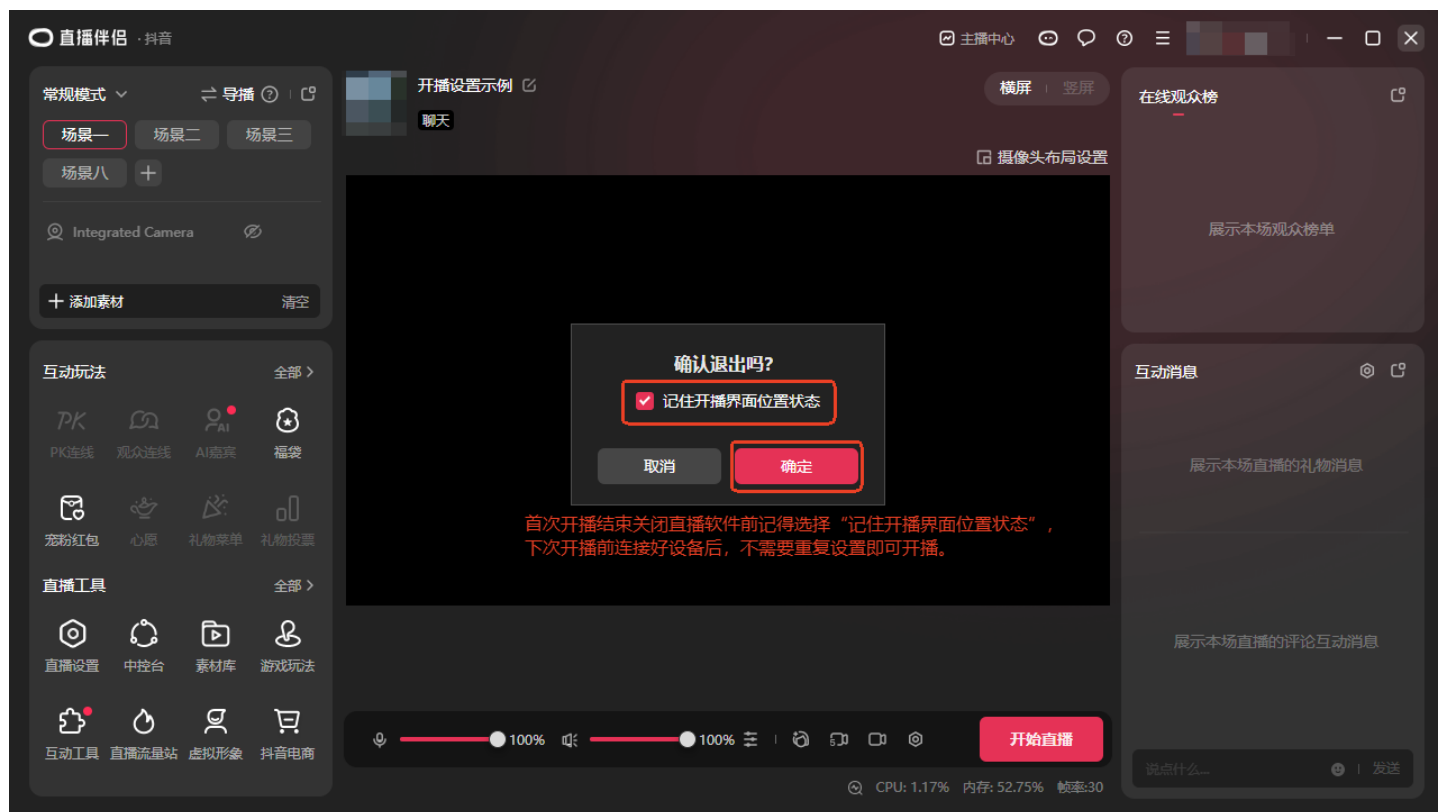 直播伴侣 · 抖音
主播中心
常规模式
导播
场景一
场景二
场景三
场景八
Integrated Camera
添加素材
清空
互动玩法
全部
PK
PK连线
观众连线
AI
AI嘉宾
福袋
宠粉红包
心愿
礼物菜单
礼物投票
直播工具
全部
直播设置
中控台
素材库
游戏玩法
互动工具
直播流量站
虚拟形象
抖音电商
开播设置示例
聊天
横屏
竖屏
摄像头布局设置
确认退出吗?
记住开播界面位置状态
取消
确定
首次开播结束关闭直播软件前记得选择“记住开播界面位置状态”,
下次开播前连接好设备后，不需要重复设置即可开播。
100%
100%
开始直播
CPU: 1.17% 内存: 52.75% 帧率:30
在线观众榜
展示本场观众榜单
互动消息
展示本场直播的礼物消息
展示本场直播的评论互动消息
说点什么...
发送